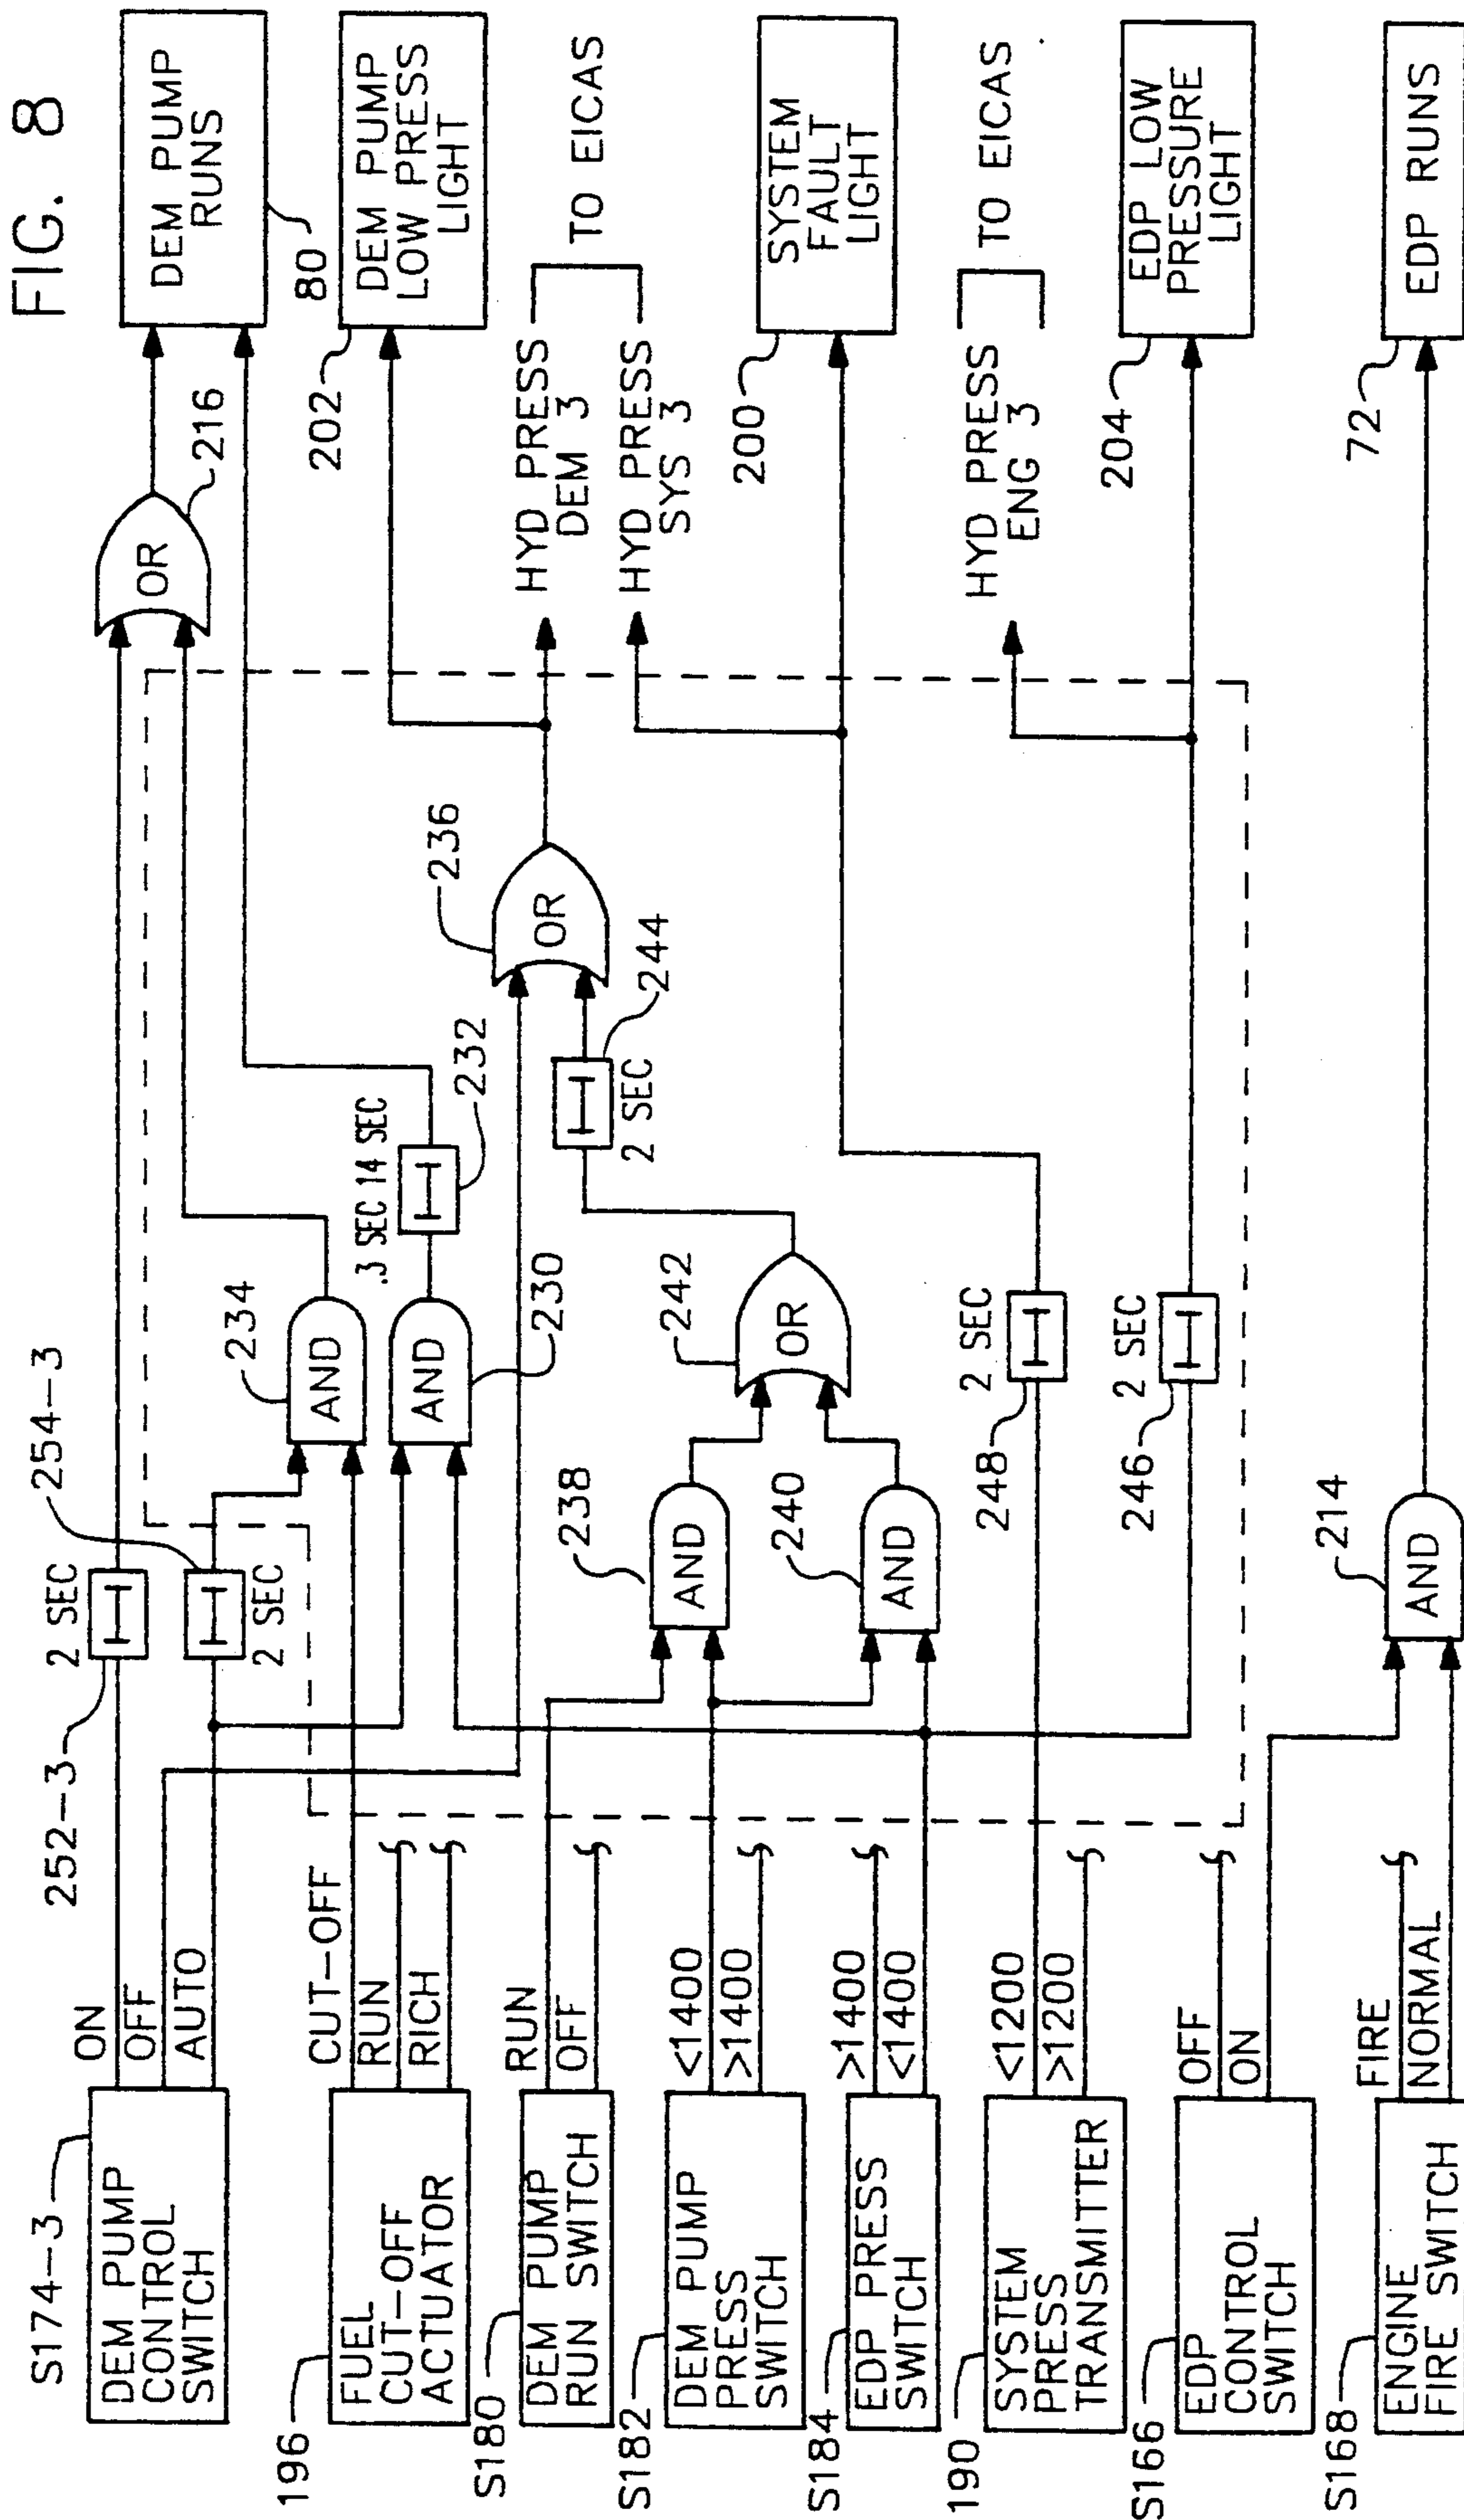 FIG. 8
S174-3
DEM PUMP
CONTROL
SWITCH
ON
OFF
AUTO
252-3
2 SEC
254-3
2 SEC
196
FUEL
CUT-OFF
ACTUATOR
CUT-OFF
RUN
RICH
234
AND
AND
230
.3 SEC 14 SEC
232
OR
216
DEM PUMP
RUNS
80
S180
DEM PUMP
RUN SWITCH
RUN
OFF
236
OR
244
2 SEC
202
DEM PUMP
LOW PRESS
LIGHT
HYD PRESS
DEM 3
HYD PRESS
SYS 3
TO EICAS
S182
DEM PUMP
PRESS
SWITCH
<1400
>1400
238
AND
242
OR
240
AND
200
SYSTEM
FAULT
LIGHT
S184
EDP PRESS
SWITCH
>1400
<1400
190
SYSTEM
PRESS
TRANSMITTER
<1200
>1200
248
2 SEC
246
2 SEC
HYD PRESS
ENG 3
TO EICAS
204
EDP LOW
PRESSURE
LIGHT
S166
EDP
CONTROL
SWITCH
OFF
ON
S168
ENGINE
FIRE SWITCH
FIRE
NORMAL
214
AND
72
EDP RUNS